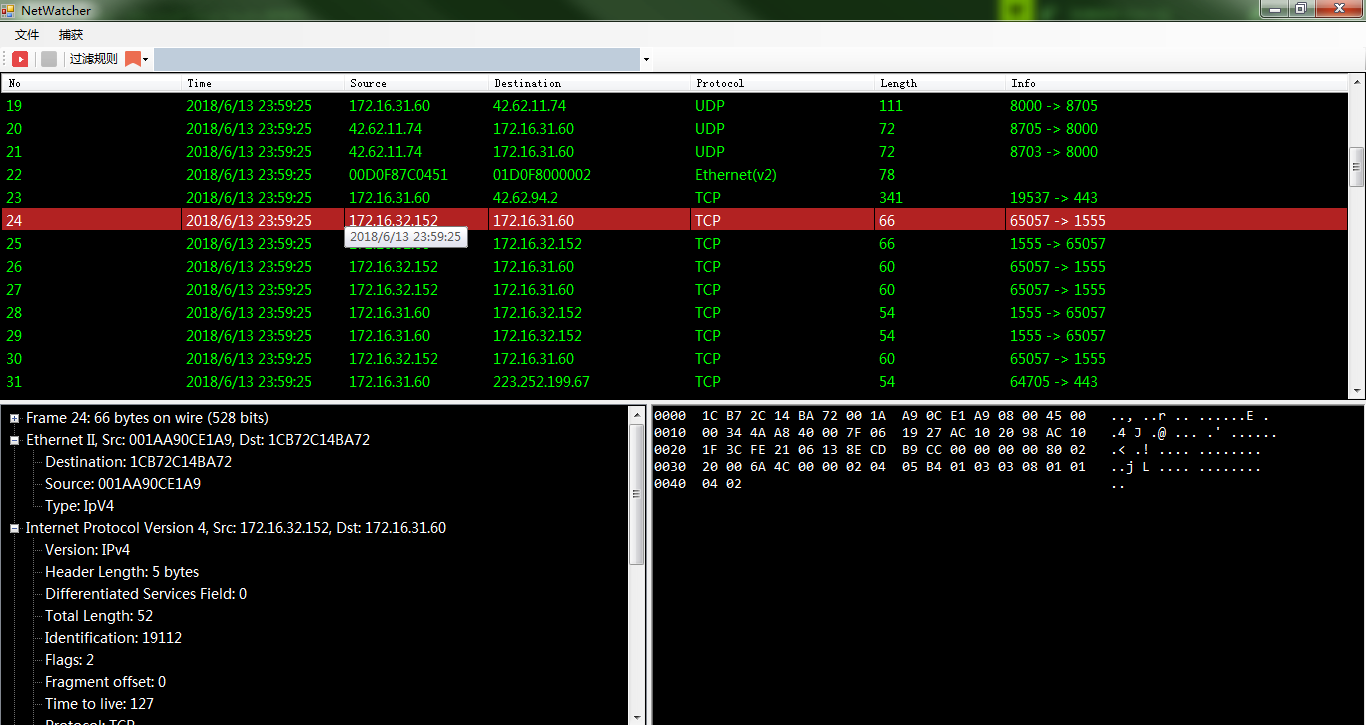 NetWatcher
文件 捕获
过滤规则
No Time Source Destination Protocol Length Info
19 2018/6/13 23:59:25 172.16.31.60 42.62.11.74 UDP 111 8000 -> 8705
20 2018/6/13 23:59:25 42.62.11.74 172.16.31.60 UDP 72 8705 -> 8000
21 2018/6/13 23:59:25 42.62.11.74 172.16.31.60 UDP 72 8703 -> 8000
22 2018/6/13 23:59:25 00D0F87C0451 01D0F8000002 Ethernet(v2) 78
23 2018/6/13 23:59:25 172.16.31.60 42.62.94.2 TCP 341 19537 -> 443
24 2018/6/13 23:59:25 172.16.32.152 172.16.31.60 TCP 66 65057 -> 1555
2018/6/13 23:59:25
25 2018/6/13 23:59:25 172.16.32.152 TCP 66 1555 -> 65057
26 2018/6/13 23:59:25 172.16.32.152 172.16.31.60 TCP 60 65057 -> 1555
27 2018/6/13 23:59:25 172.16.32.152 172.16.31.60 TCP 60 65057 -> 1555
28 2018/6/13 23:59:25 172.16.31.60 172.16.32.152 TCP 54 1555 -> 65057
29 2018/6/13 23:59:25 172.16.31.60 172.16.32.152 TCP 54 1555 -> 65057
30 2018/6/13 23:59:25 172.16.32.152 172.16.31.60 TCP 60 65057 -> 1555
31 2018/6/13 23:59:25 172.16.31.60 223.252.199.67 TCP 54 64705 -> 443
Frame 24: 66 bytes on wire (528 bits)
Ethernet II, Src: 001AA90CE1A9, Dst: 1CB72C14BA72
Destination: 1CB72C14BA72
Source: 001AA90CE1A9
Type: IpV4
Internet Protocol Version 4, Src: 172.16.32.152, Dst: 172.16.31.60
Version: IPv4
Header Length: 5 bytes
Differentiated Services Field: 0
Total Length: 52
Identification: 19112
Flags: 2
Fragment offset: 0
Time to live: 127
Protocol: TCP
0000 1C B7 2C 14 BA 72 00 1A A9 0C E1 A9 08 00 45 00 .., ..r .. ......E .
0010 00 34 4A A8 40 00 7F 06 19 27 AC 10 20 98 AC 10 .4 J .@ ... .' ......
0020 1F 3C FE 21 06 13 8E CD B9 CC 00 00 00 00 80 02 .< .! .... ........
0030 20 00 6A 4C 00 00 02 04 05 B4 01 03 03 08 01 01 ..j L .... ........
0040 04 02 ..